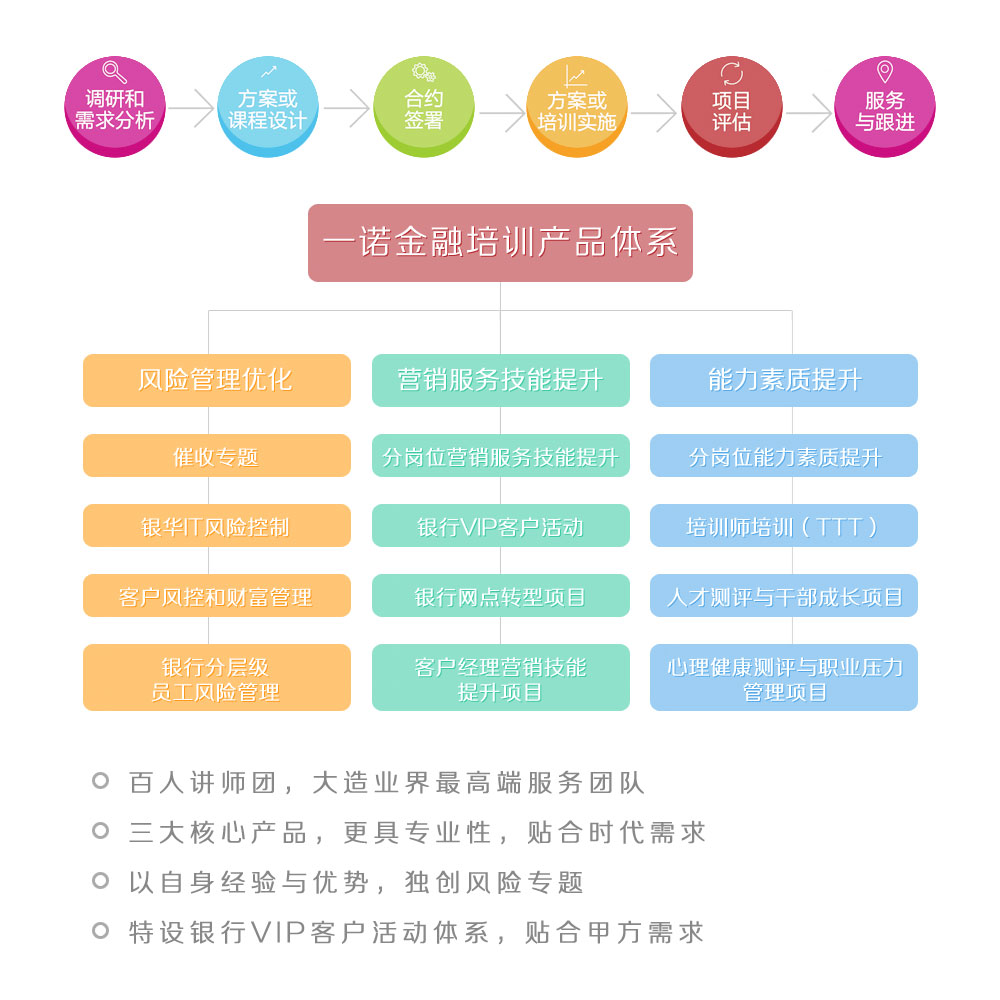 调研和
需求分析
方案或
课程设计
合约
签署
方案或
培训实施
项目
评估
服务
与跟进
一诺金融培训产品体系
风险管理优化
催收专题
银华IT风险控制
客户风控和财富管理
银行分层级
员工风险管理
营销服务技能提升
分岗位营销服务技能提升
银行VIP客户活动
银行网点转型项目
客户经理营销技能
提升项目
能力素质提升
分岗位能力素质提升
培训师培训（TTT）
人才测评与干部成长项目
心理健康测评与职业压力
管理项目
百人讲师团，大造业界最高端服务团队
三大核心产品，更具专业性，贴合时代需求
以自身经验与优势，独创风险专题
特设银行VIP客户活动体系，贴合甲方需求